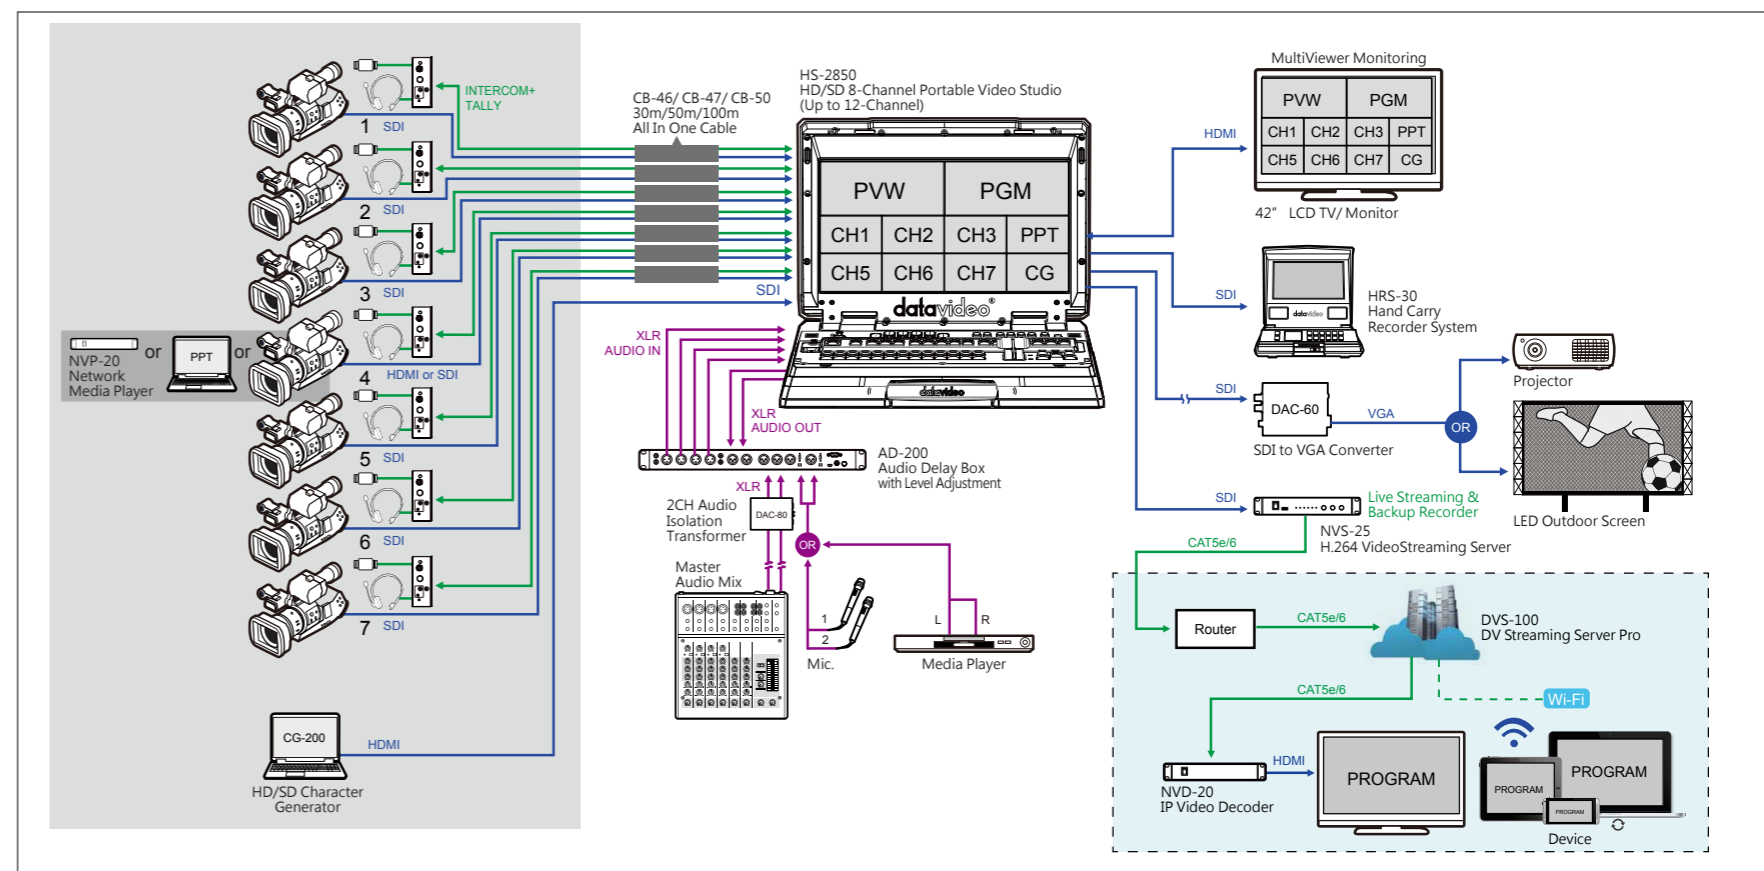 INTERCOM+
TALLY
1 SDI
2 SDI
3 SDI
NVP-20
Network
Media Player
or
PPT
or
HDMI or SDI
4
5 SDI
6 SDI
7 SDI
CG-200
HDMI
HD/SD Character
Generator
CB-46/ CB-47/ CB-50
30m/50m/100m
All In One Cable
SDI
HS-2850
HD/SD 8-Channel Portable Video Studio
(Up to 12-Channel)
PVW PGM
CH1 CH2 CH3 PPT
CH5 CH6 CH7 CG
datavideo®
datavideo
XLR
AUDIO IN
XLR
AUDIO OUT
AD-200
Audio Delay Box
with Level Adjustment
XLR
2CH Audio
Isolation
Transformer
DAC-80
OR
Master
Audio Mix
1
2
Mic.
L R
Media Player
MultiViewer Monitoring
PVW PGM
CH1 CH2 CH3 PPT
CH5 CH6 CH7 CG
HDMI
42" LCD TV/ Monitor
SDI
datavideo
HRS-30
Hand Carry
Recorder System
SDI
DAC-60
SDI to VGA Converter
VGA
OR
Projector
LED Outdoor Screen
SDI
Live Streaming &
Backup Recorder
NVS-25
H.264 VideoStreaming Server
CAT5e/6
Router
CAT5e/6
DVS-100
DV Streaming Server Pro
CAT5e/6
Wi-Fi
NVD-20
IP Video Decoder
HDMI
PROGRAM
PROGRAM
PROGRAM
PROGRAM
Device